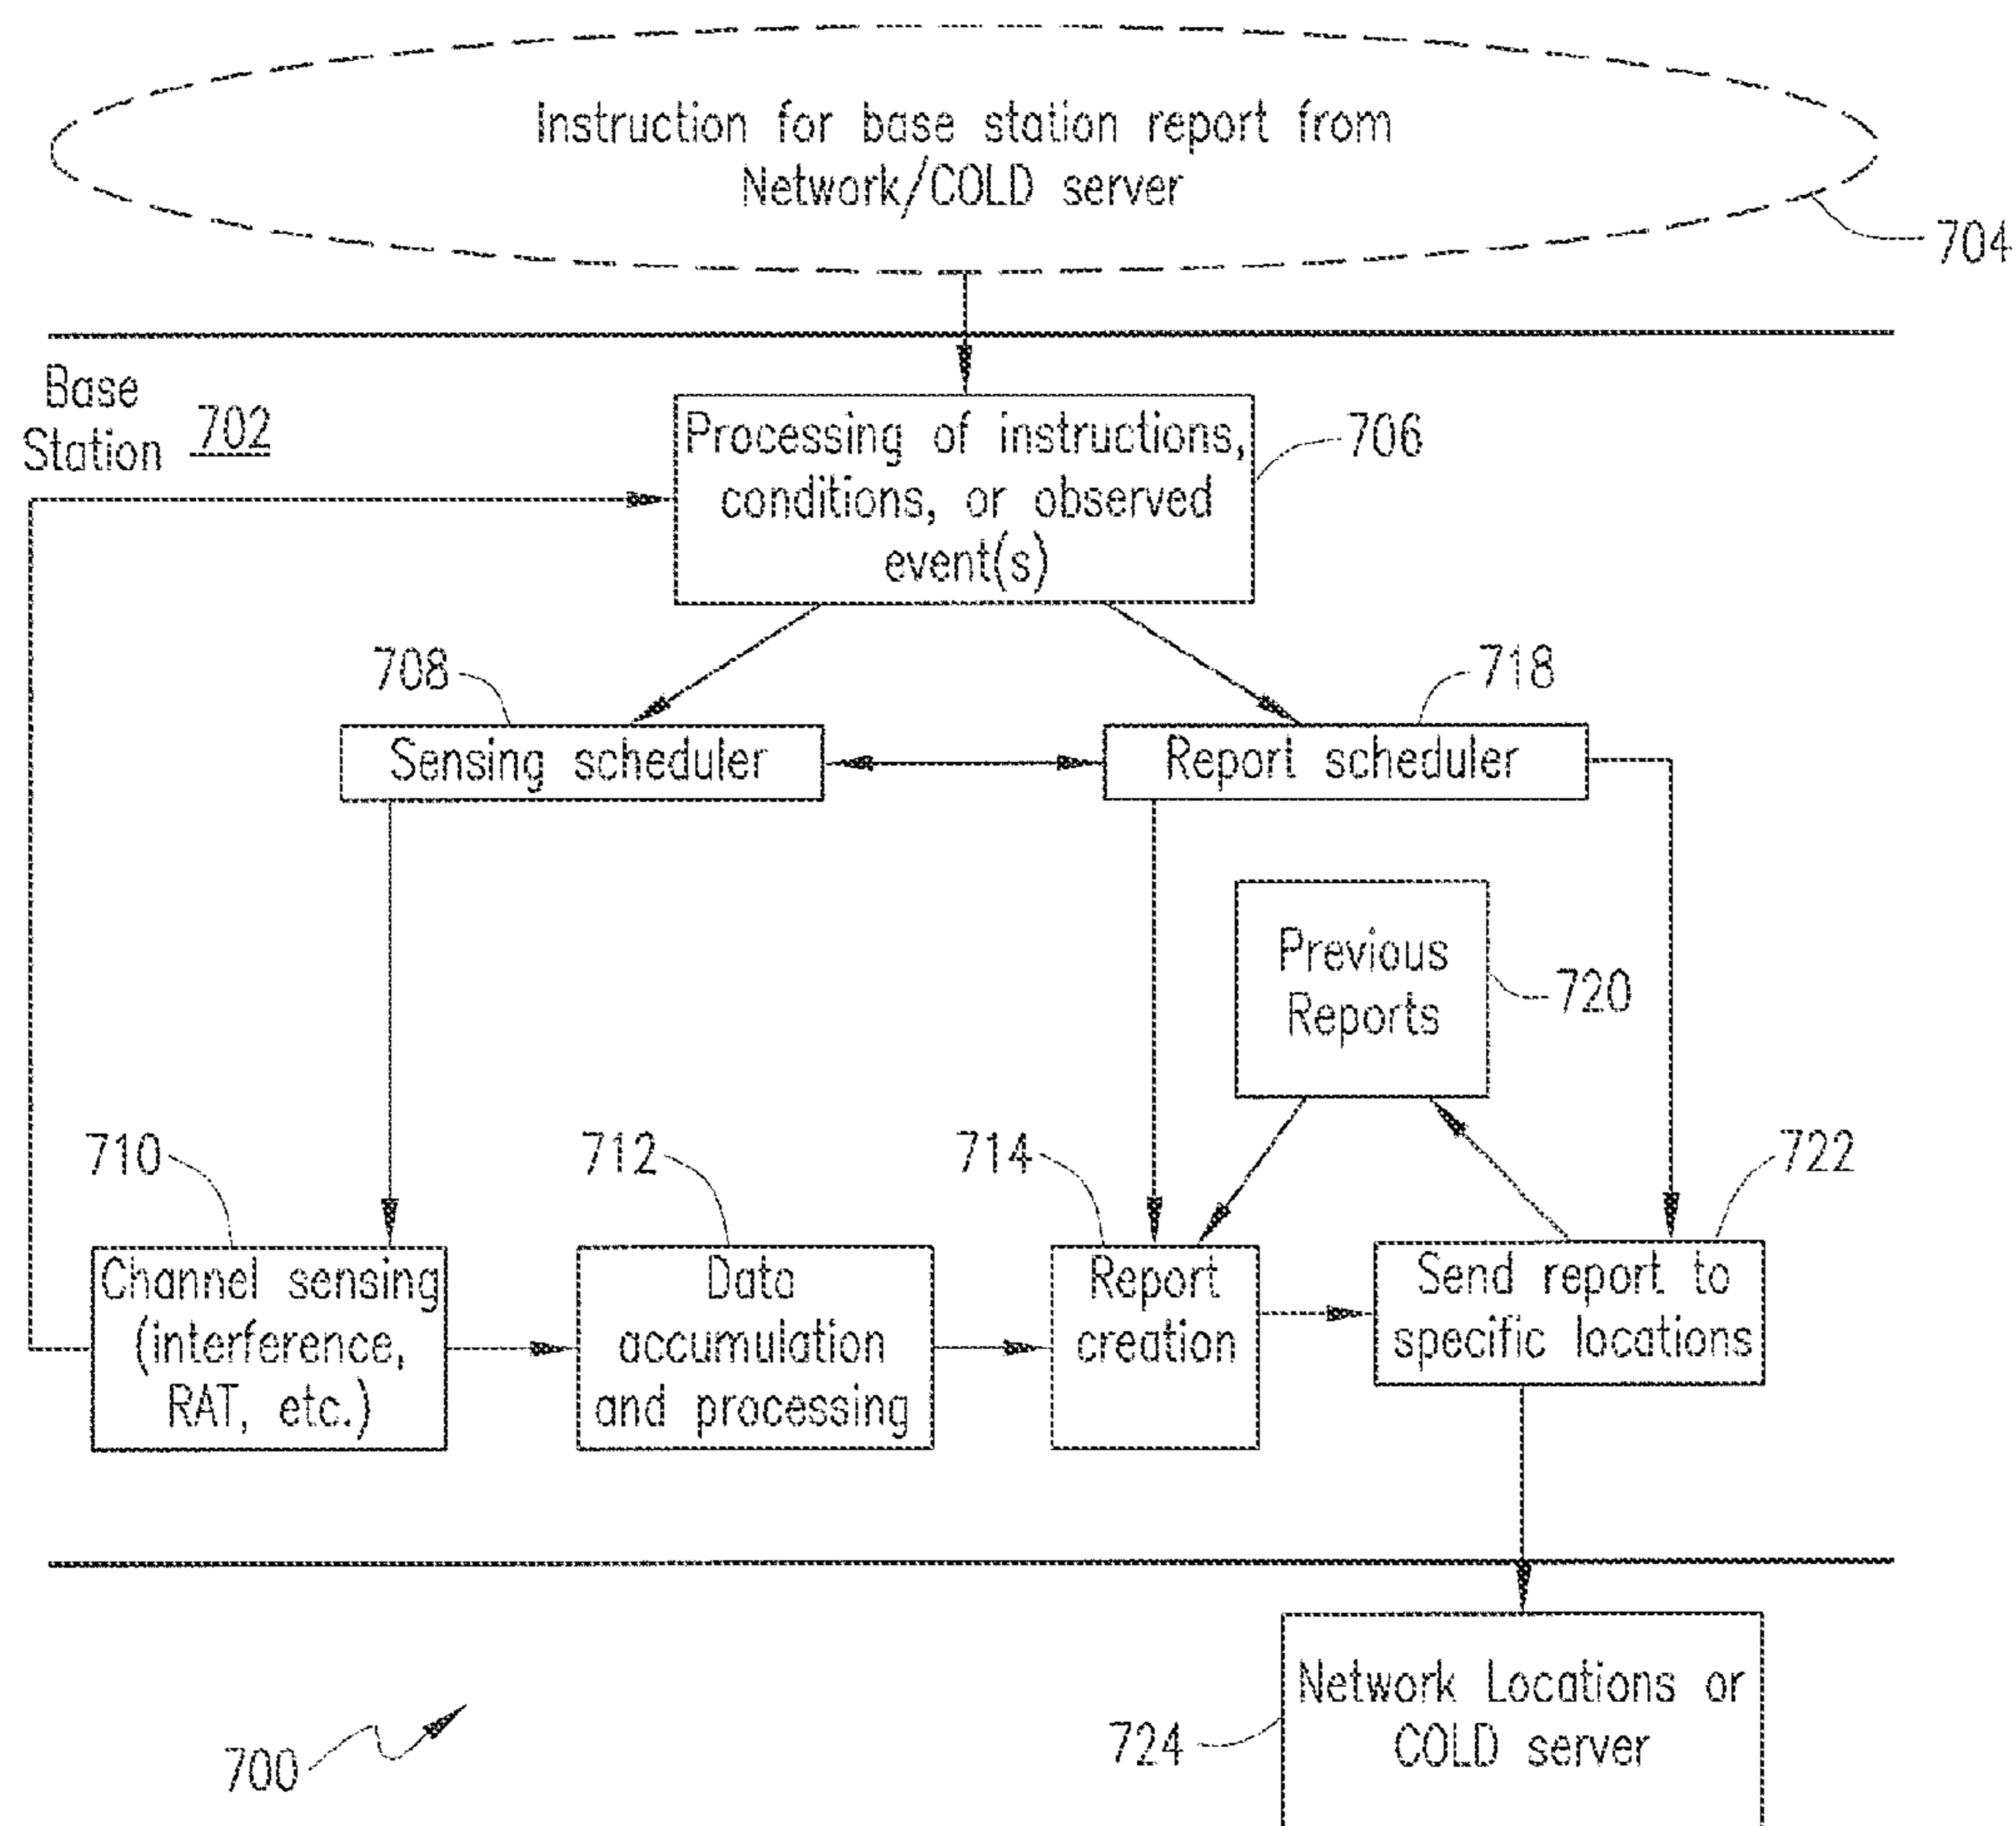 Instruction for base station report from
Network/COLD server
704
Base
Station 702
Processing of instructions,
conditions, or observed
event(s)
706
708
718
Sensing scheduler
Report scheduler
Previous
Reports
720
710
712
714
722
Channel sensing
(interference,
RAT, etc.)
Data
accumulation
and processing
Report
creation
Send report to
specific locations
Network Locations or
COLD server
724
700